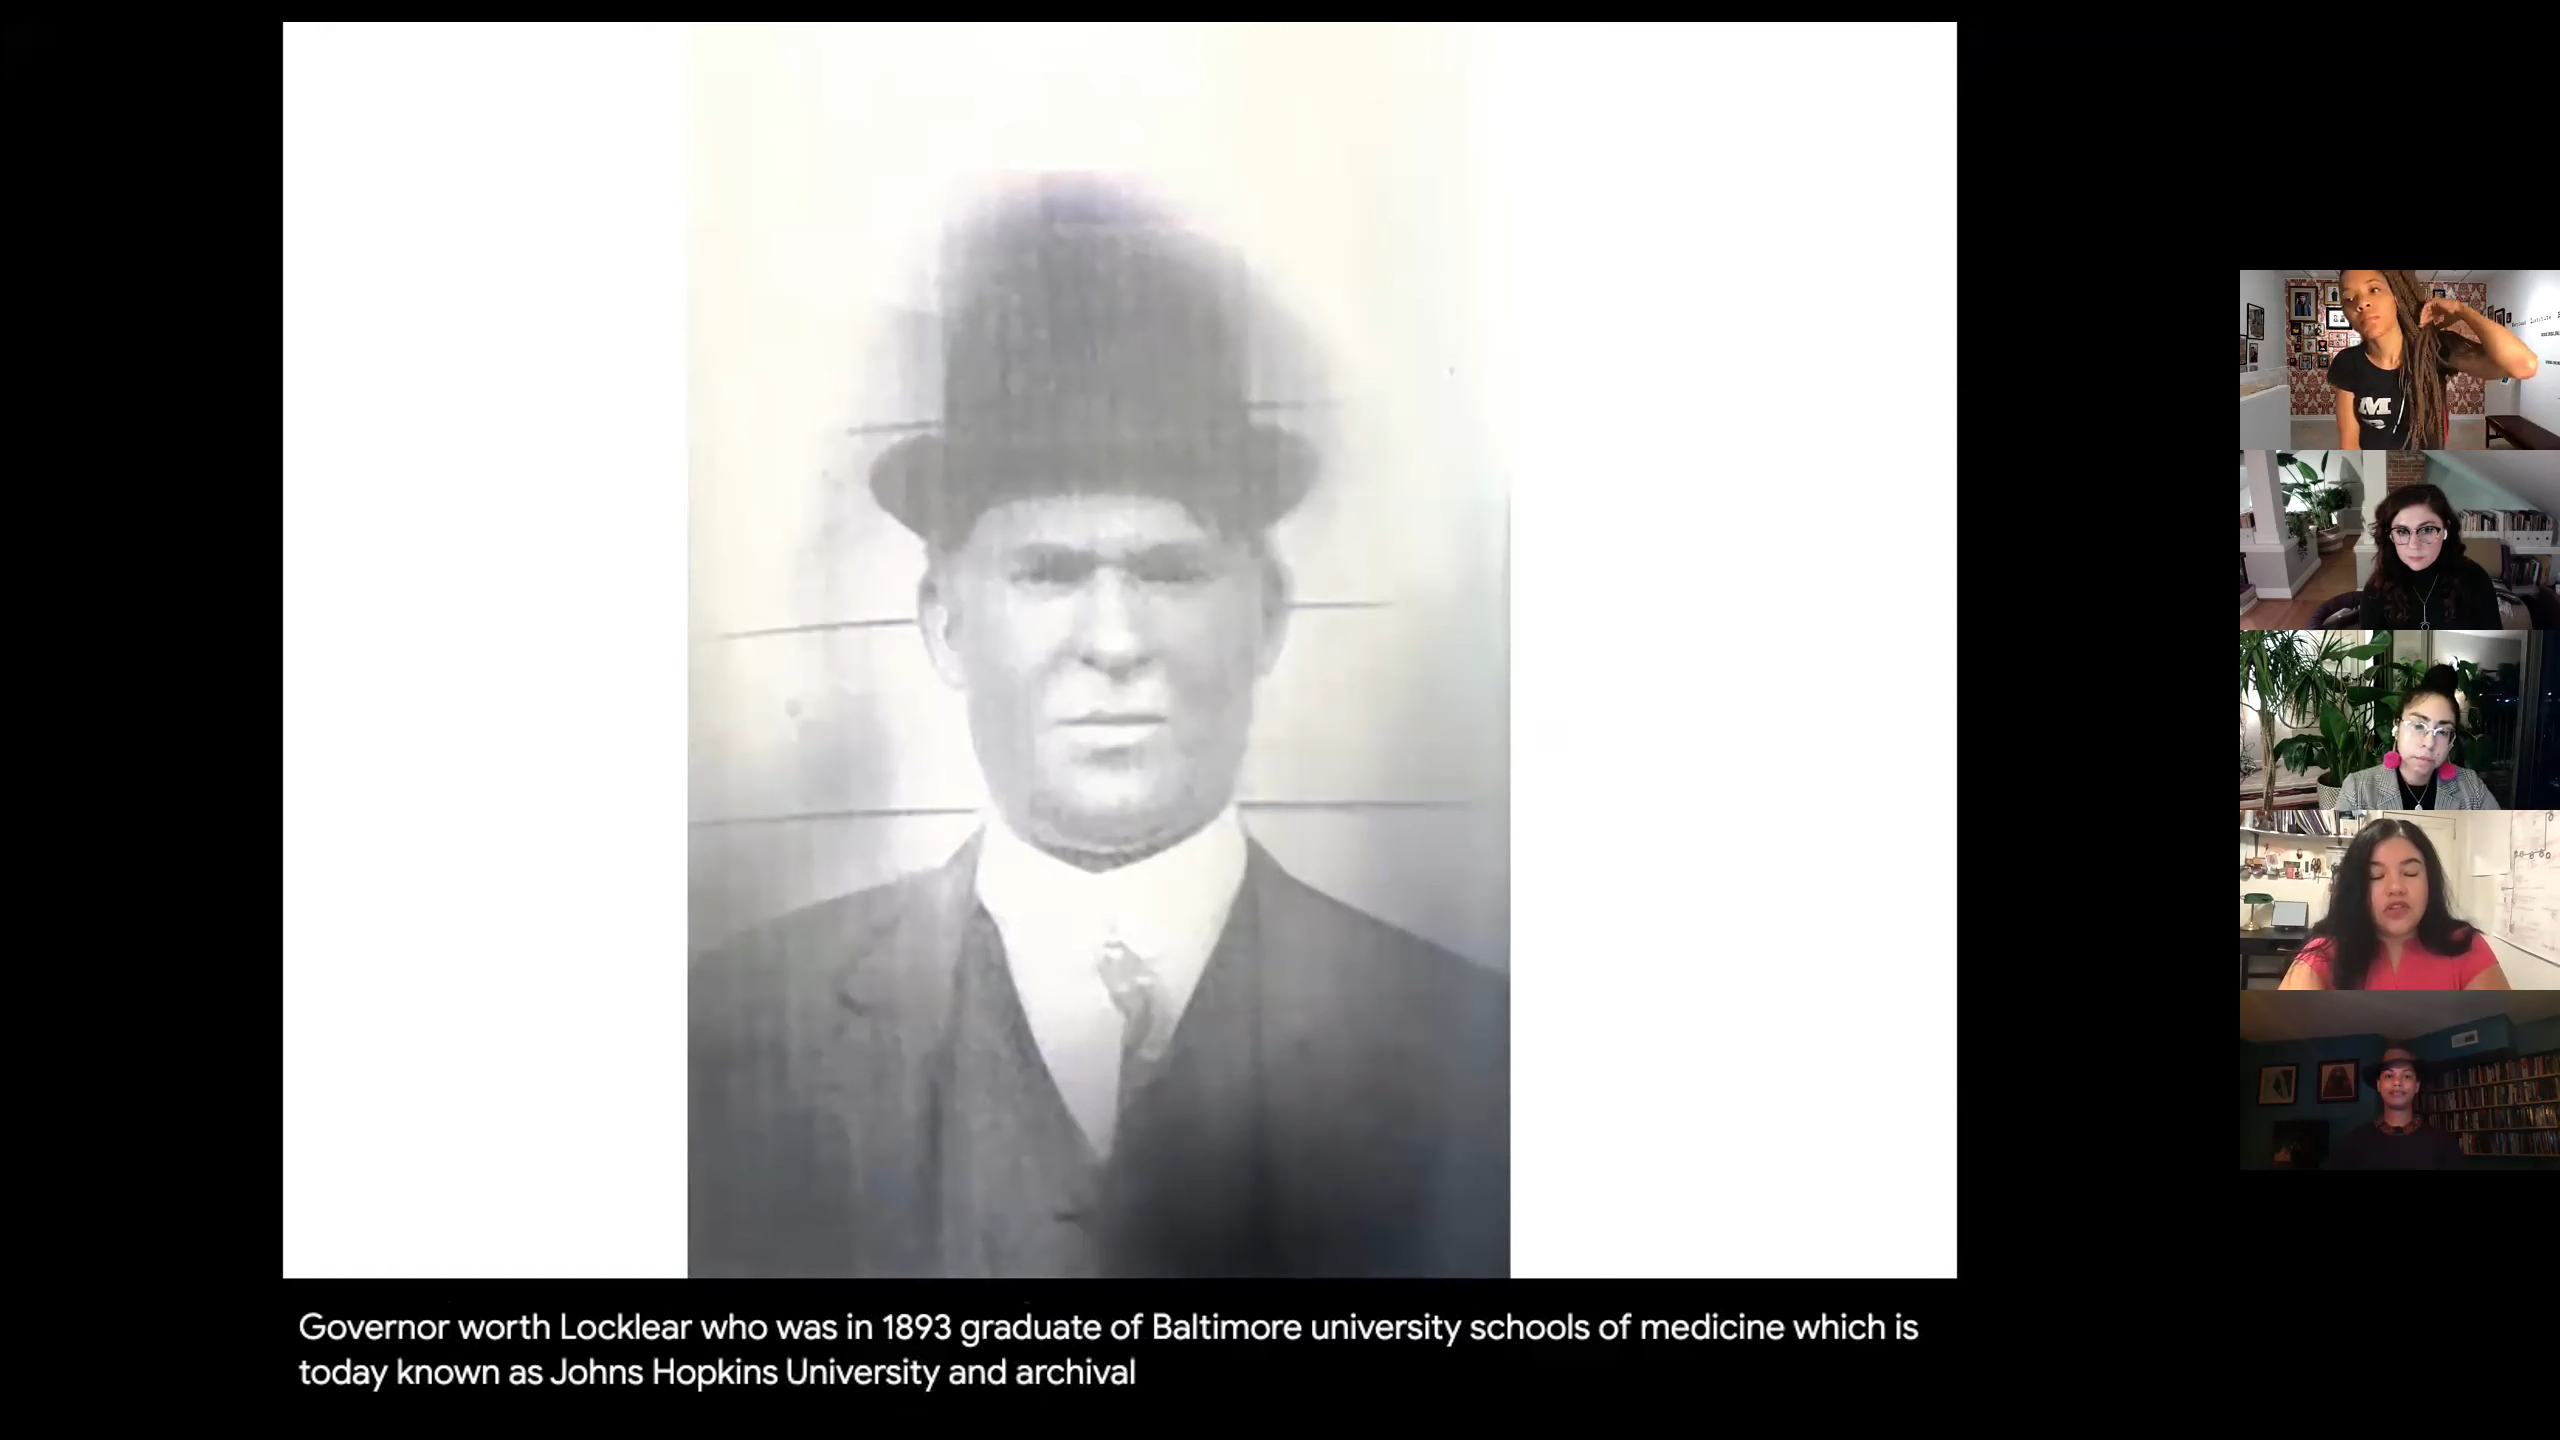 M
Governor worth Locklear who was in 1893 graduate of Baltimore university schools of medicine which is
today known as Johns Hopkins University and archival